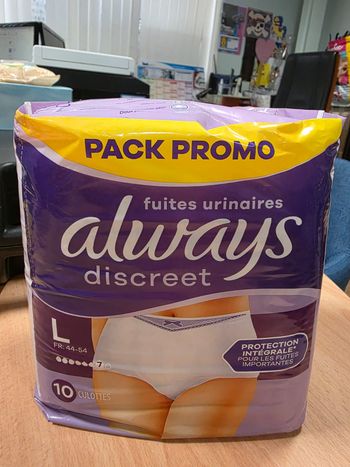 PACK PROMO
fuites urinaires
always
discreet
L
FR: 44-54
7
10 CULOTTES
PROTECTION
INTÉGRALE*
POUR LES FUITES
IMPORTANTES